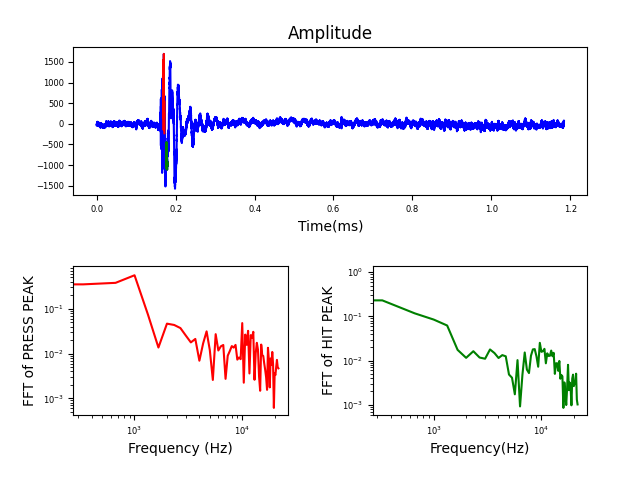 Amplitude
1500
1000
500
0
−500
−1000
−1500
0.0 0.2 0.4 0.6 0.8 1.0 1.2
Time(ms)
FFT of PRESS PEAK
10⁻¹
10⁻²
10⁻³
10³ 10⁴
Frequency (Hz)
FFT of HIT PEAK
10⁰
10⁻¹
10⁻²
10⁻³
10³ 10⁴
Frequency(Hz)